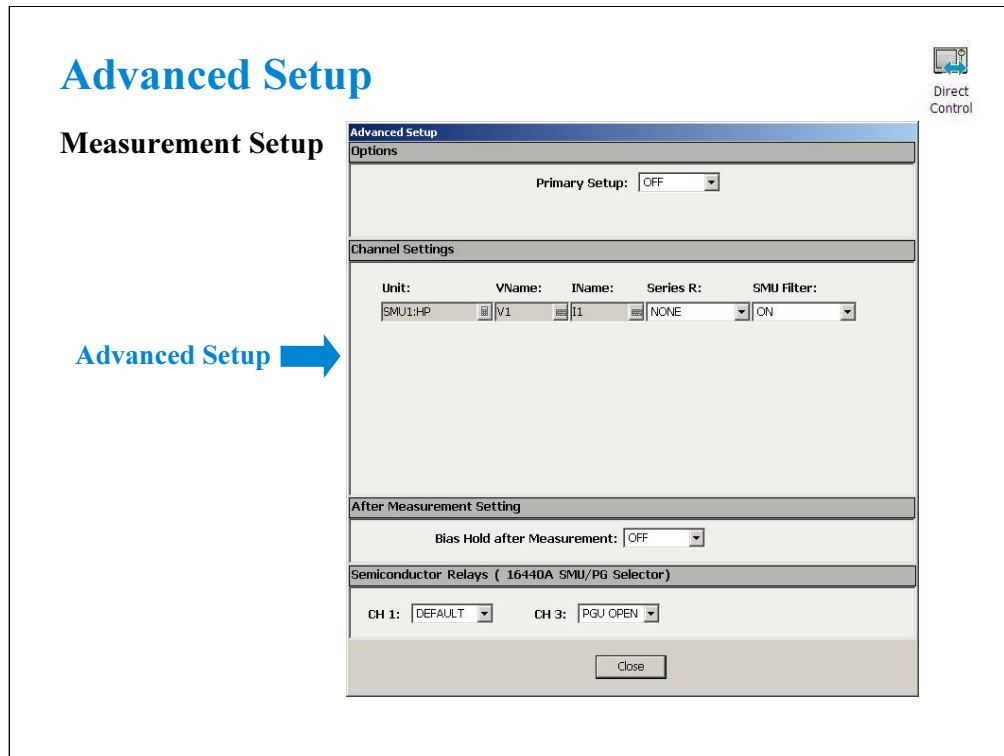 Advanced Setup
Direct
Control
Measurement Setup
Advanced Setup
Options
Primary Setup: OFF
Channel Settings
Unit: VName: IName: Series R: SMU Filter:
SMU1:HP V1 I1 NONE ON
Advanced Setup
After Measurement Setting
Bias Hold after Measurement: OFF
Semiconductor Relays ( 16440A SMU/PG Selector)
CH 1: DEFAULT CH 3: PGU OPEN
Close